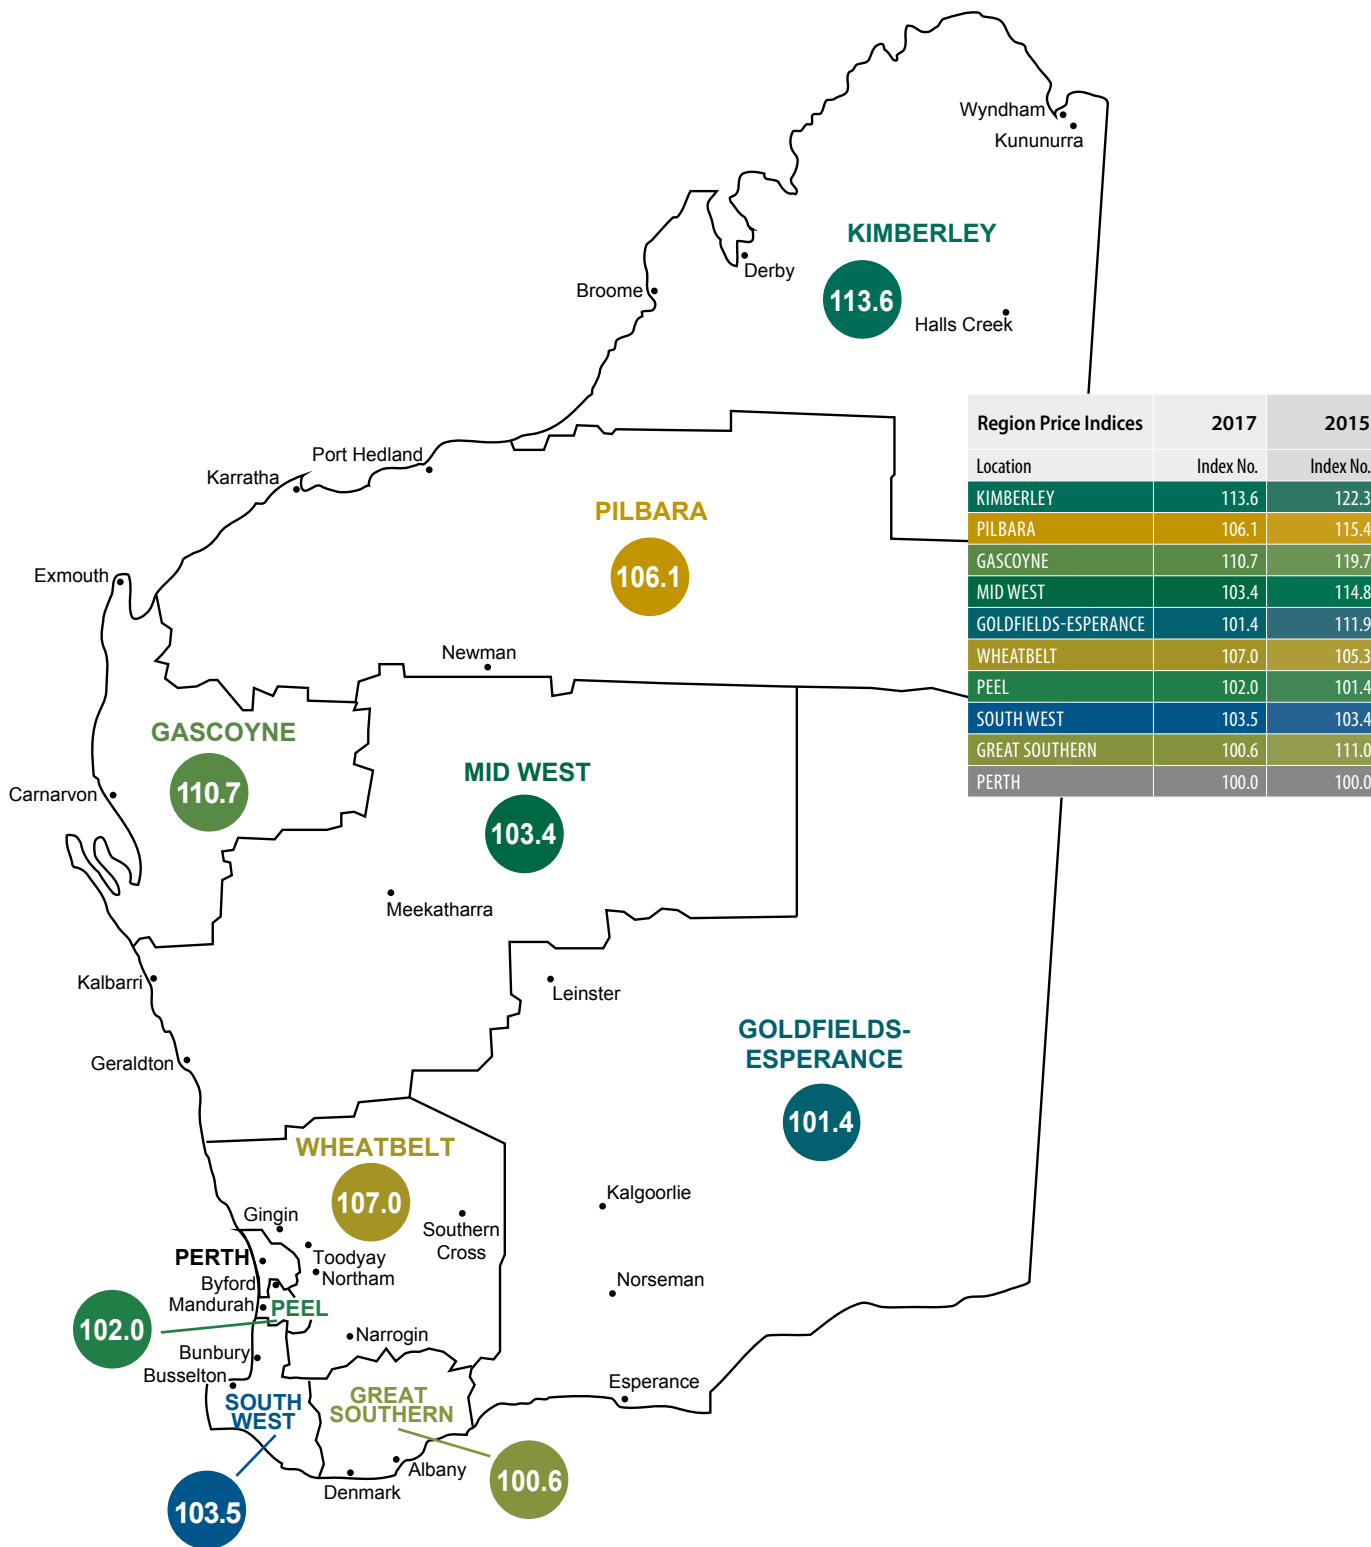 Wyndham
Kununurra
KIMBERLEY
Derby
Broome
113.6
Halls Creek
Region Price Indices 2017 2015
Location Index No. Index No.
KIMBERLEY 113.6 122.3
PILBARA 106.1 115.4
GASCOYNE 110.7 119.7
MID WEST 103.4 114.8
GOLDFIELDS-ESPERANCE 101.4 111.9
WHEATBELT 107.0 105.3
PEEL 102.0 101.4
SOUTH WEST 103.5 103.4
GREAT SOUTHERN 100.6 111.0
PERTH 100.0 100.0
Port Hedland
Karratha
PILBARA
106.1
Exmouth
Newman
GASCOYNE
110.7
MID WEST
103.4
Carnarvon
Meekatharra
Kalbarri
Leinster
GOLDFIELDS-
ESPERANCE
101.4
Geraldton
WHEATBELT
107.0
Kalgoorlie
Gingin
Southern
Cross
PERTH
Toodyay
Northam
Byford
Mandurah
PEEL
102.0
Norseman
Narrogin
Bunbury
Busselton
Esperance
SOUTH
WEST
GREAT
SOUTHERN
Albany
Denmark
100.6
103.5